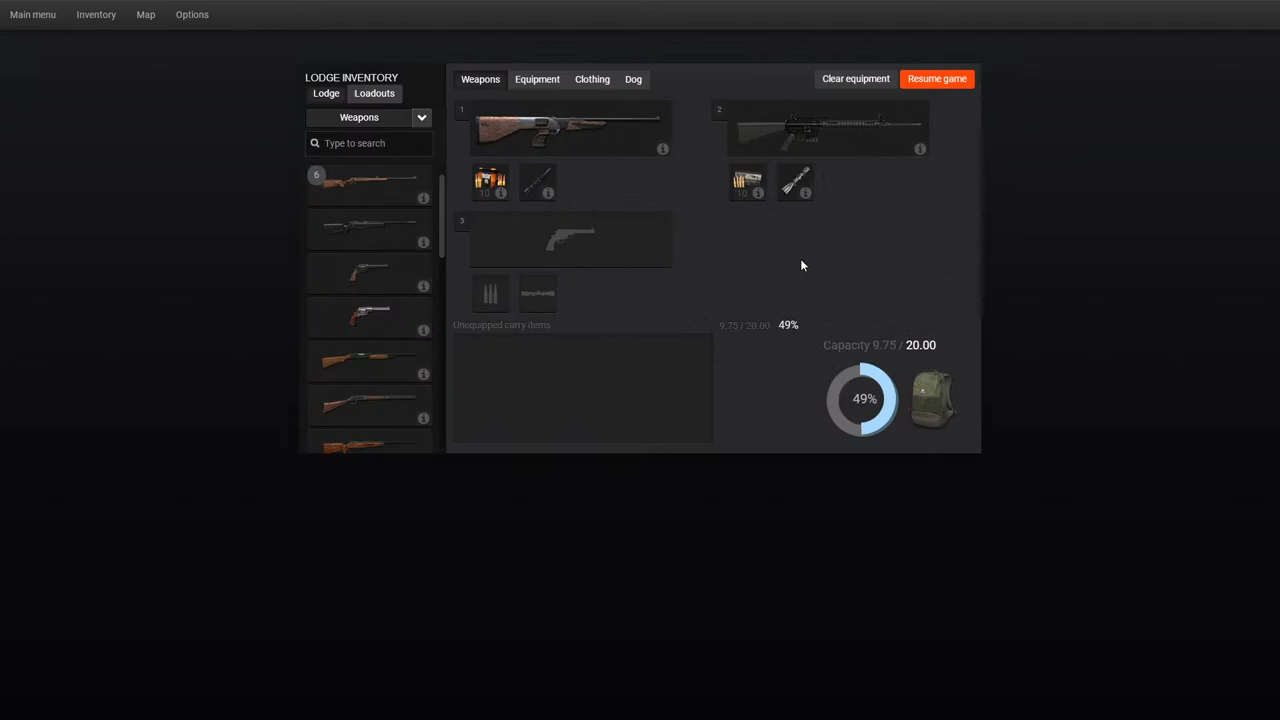 Main menu Inventory Map Options
LODGE INVENTORY
Lodge Loadouts
Weapons
Type to search
6
Weapons Equipment Clothing Dog
Clear equipment Resume game
1
2
10
10
3
Unequipped carry items
9.75 / 20.00 49%
Capacity 9.75 / 20.00
49%